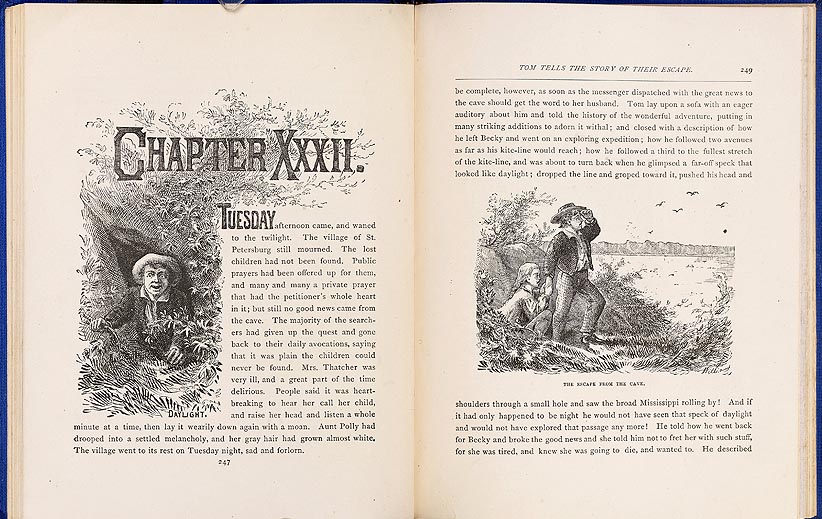 CHAPTER XXXII.
TUESDAY afternoon came, and waned
to the twilight. The village of St.
Petersburg still mourned. The lost
children had not been found. Public
prayers had been offered up for them,
and many and many a private prayer
that had the petitioner's whole heart
in it; but still no good news came from
the cave. The majority of the search-
ers had given up the quest and gone
back to their daily avocations, saying
that it was plain the children could
never be found. Mrs. Thatcher was
very ill, and a great part of the time
delirious. People said it was heart-
breaking to hear her call her child,
and raise her head and listen a whole
DAYLIGHT.
minute at a time, then lay it wearily down again with a moan. Aunt Polly had
drooped into a settled melancholy, and her gray hair had grown almost white.
The village went to its rest on Tuesday night, sad and forlorn.
247
TOM TELLS THE STORY OF THEIR ESCAPE. 249
be complete, however, as soon as the messenger dispatched with the great news to
the cave should get the word to her husband. Tom lay upon a sofa with an eager
auditory about him and told the history of the wonderful adventure, putting in
many striking additions to adorn it withal; and closed with a description of how
he left Becky and went on an exploring expedition; how he followed two avenues
as far as his kite-line would reach; how he followed a third to the fullest stretch
of the kite-line, and was about to turn back when he glimpsed a far-off speck that
looked like daylight; dropped the line and groped toward it, pushed his head and
THE ESCAPE FROM THE CAVE.
shoulders through a small hole and saw the broad Mississippi rolling by! And if
it had only happened to be night he would not have seen that speck of daylight
and would not have explored that passage any more! He told how he went back
for Becky and broke the good news and she told him not to fret her with such stuff,
for she was tired, and knew she was going to die, and wanted to. He described